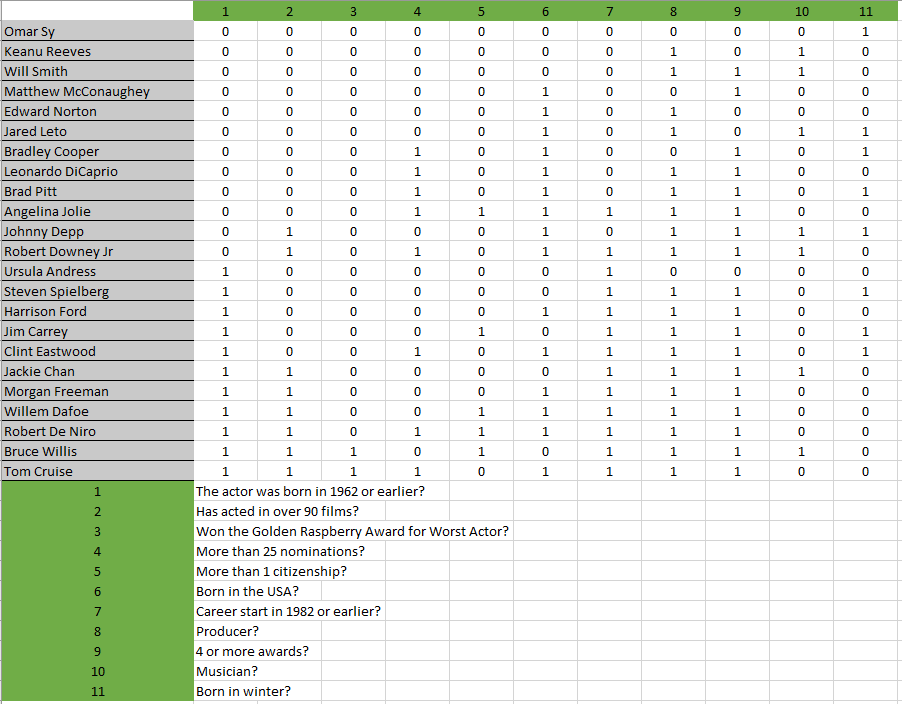 1 2 3 4 5 6 7 8 9 10 11
Omar Sy 0 0 0 0 0 0 0 0 0 0 1
Keanu Reeves 0 0 0 0 0 0 0 1 0 1 0
Will Smith 0 0 0 0 0 0 0 1 1 1 0
Matthew McConaughey 0 0 0 0 0 1 0 0 1 0 0
Edward Norton 0 0 0 0 0 1 0 1 0 0 0
Jared Leto 0 0 0 0 0 1 0 1 0 1 1
Bradley Cooper 0 0 0 1 0 1 0 0 1 0 1
Leonardo DiCaprio 0 0 0 1 0 1 0 1 1 0 0
Brad Pitt 0 0 0 1 0 1 0 1 1 0 1
Angelina Jolie 0 0 0 1 1 1 1 1 1 0 0
Johnny Depp 0 1 0 0 0 1 0 1 1 1 1
Robert Downey Jr 0 1 0 1 0 1 1 1 1 1 0
Ursula Andress 1 0 0 0 0 0 1 0 0 0 0
Steven Spielberg 1 0 0 0 0 0 1 1 1 0 1
Harrison Ford 1 0 0 0 0 1 1 1 1 0 0
Jim Carrey 1 0 0 0 1 0 1 1 1 0 1
Clint Eastwood 1 0 0 1 0 1 1 1 1 0 1
Jackie Chan 1 1 0 0 0 0 1 1 1 1 0
Morgan Freeman 1 1 0 0 0 1 1 1 1 0 0
Willem Dafoe 1 1 0 0 1 1 1 1 1 0 0
Robert De Niro 1 1 0 1 1 1 1 1 1 0 0
Bruce Willis 1 1 1 0 1 0 1 1 1 1 0
Tom Cruise 1 1 1 1 0 1 1 1 1 0 0
1 The actor was born in 1962 or earlier?
2 Has acted in over 90 films?
3 Won the Golden Raspberry Award for Worst Actor?
4 More than 25 nominations?
5 More than 1 citizenship?
6 Born in the USA?
7 Career start in 1982 or earlier?
8 Producer?
9 4 or more awards?
10 Musician?
11 Born in winter?